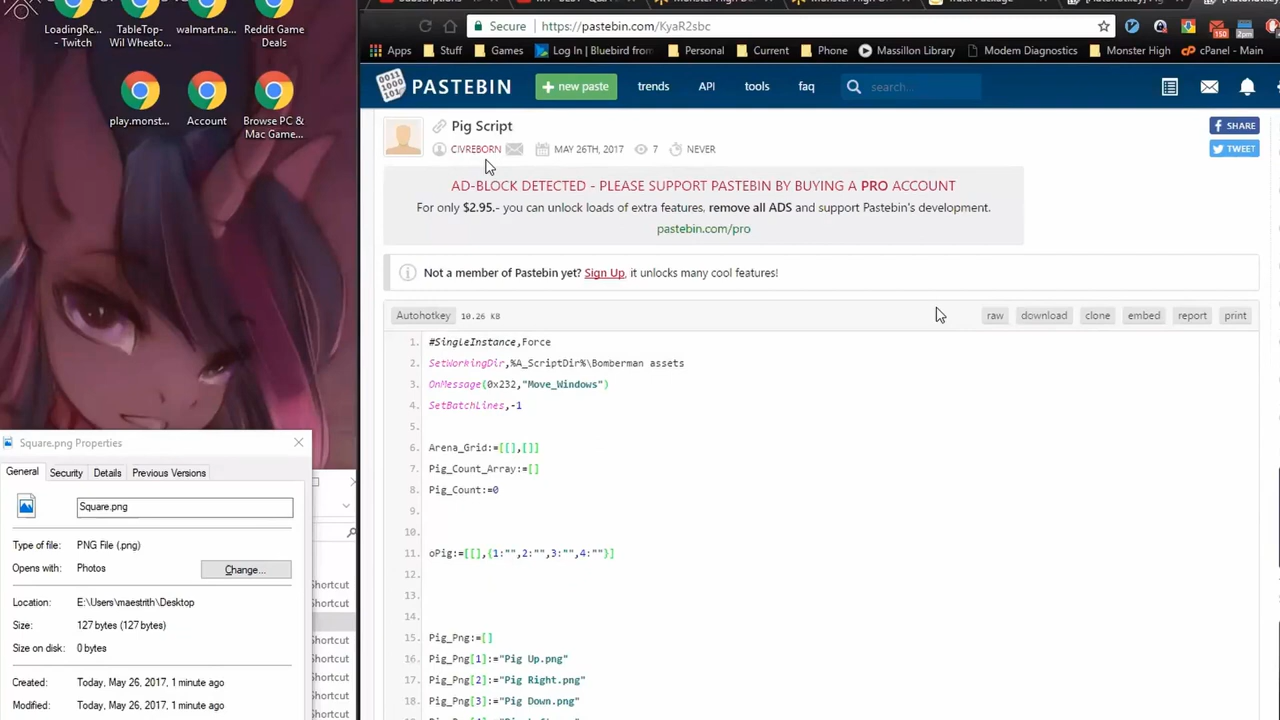 LoadingRe...
- Twitch
TableTop-
Wil Wheato...
walmart.na...
Reddit Game
Deals
play.monst...
Account
Browse PC &
Mac Game...
Secure
https://pastebin.com/KyaR2sbc
150
2pm
Apps
Stuff
Games
Log In | Bluebird from
Personal
Current
Phone
Massillon Library
Modem Diagnostics
Monster High
cPanel - Main
PASTEBIN
+ new paste
trends
API
tools
faq
search...
Pig Script
CIVREBORN
MAY 26TH, 2017
7
NEVER
SHARE
TWEET
AD-BLOCK DETECTED - PLEASE SUPPORT PASTEBIN BY BUYING A PRO ACCOUNT
For only $2.95.- you can unlock loads of extra features, remove all ADS and support Pastebin's development.
pastebin.com/pro
Not a member of Pastebin yet? Sign Up, it unlocks many cool features!
Autohotkey
10.26 KB
raw
download
clone
embed
report
print
1. #SingleInstance,Force
2. SetWorkingDir,%A_ScriptDir%\Bomberman assets
3. OnMessage(0x232,"Move_Windows")
4. SetBatchLines,-1
5.
6. Arena_Grid:=[[],[]]
7. Pig_Count_Array:=[]
8. Pig_Count:=0
9.
10.
11. oPig:=[[],{1:"",2:"",3:"",4:""}]
12.
13.
14.
15. Pig_Png:=[]
16. Pig_Png[1]:="Pig Up.png"
17. Pig_Png[2]:="Pig Right.png"
18. Pig_Png[3]:="Pig Down.png"
Square.png Properties
General
Security
Details
Previous Versions
Square.png
Type of file:
PNG File (.png)
Opens with:
Photos
Change...
Location:
E:\Users\maestrith\Desktop
Size:
127 bytes (127 bytes)
Size on disk:
0 bytes
Created:
Today, May 26, 2017, 1 minute ago
Modified:
Today, May 26, 2017, 1 minute ago
Shortcut
Shortcut
Shortcut
Shortcut
Shortcut
Shortcut
Shortcut